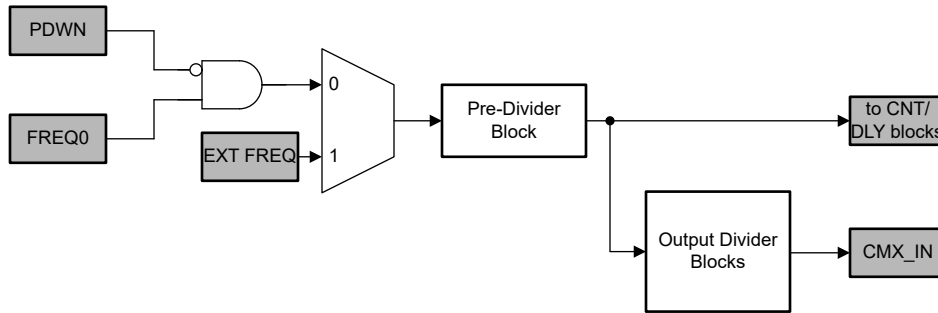 PDWN
FREQ0
EXT FREQ
0
1
Pre-Divider
Block
to CNT/
DLY blocks
Output Divider
Blocks
CMX_IN